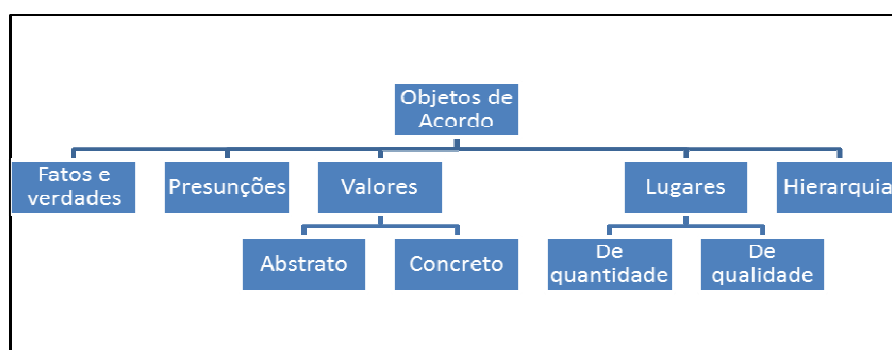 Objetos de
Acordo
Fatos e
verdades
Presunções
Valores
Lugares
Hierarquia
Abstrato
Concreto
De
quantidade
De
qualidade